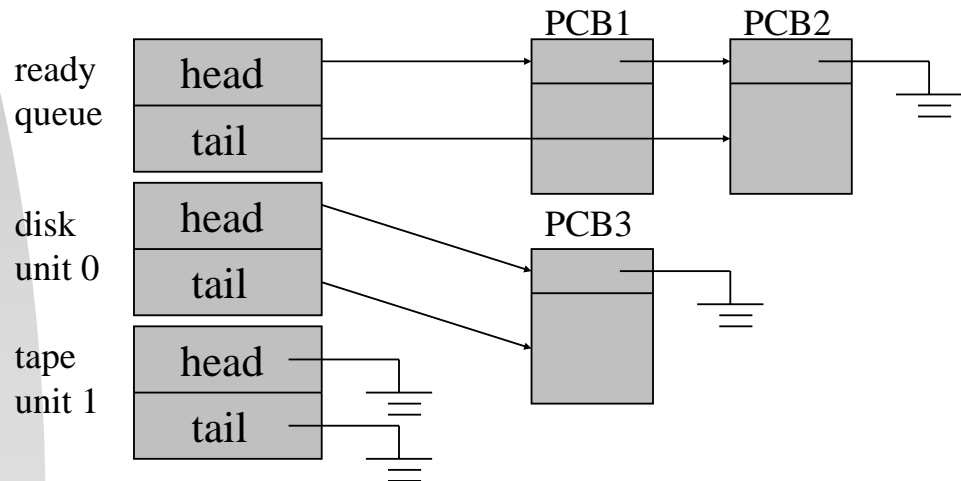 PCB1
PCB2
ready
queue
head
tail
disk
unit 0
head
tail
PCB3
tape
unit 1
head
tail